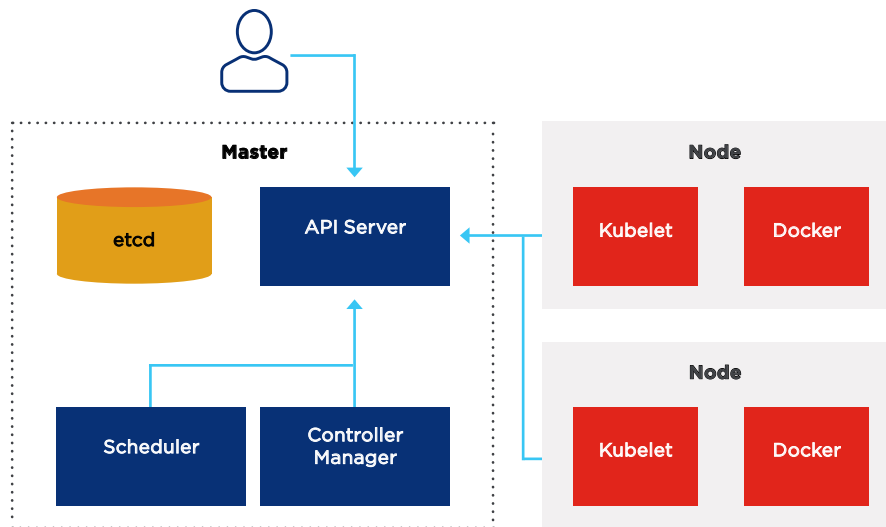 Master
etcd
API Server
Scheduler
Controller
Manager
Node
Kubelet
Docker
Node
Kubelet
Docker